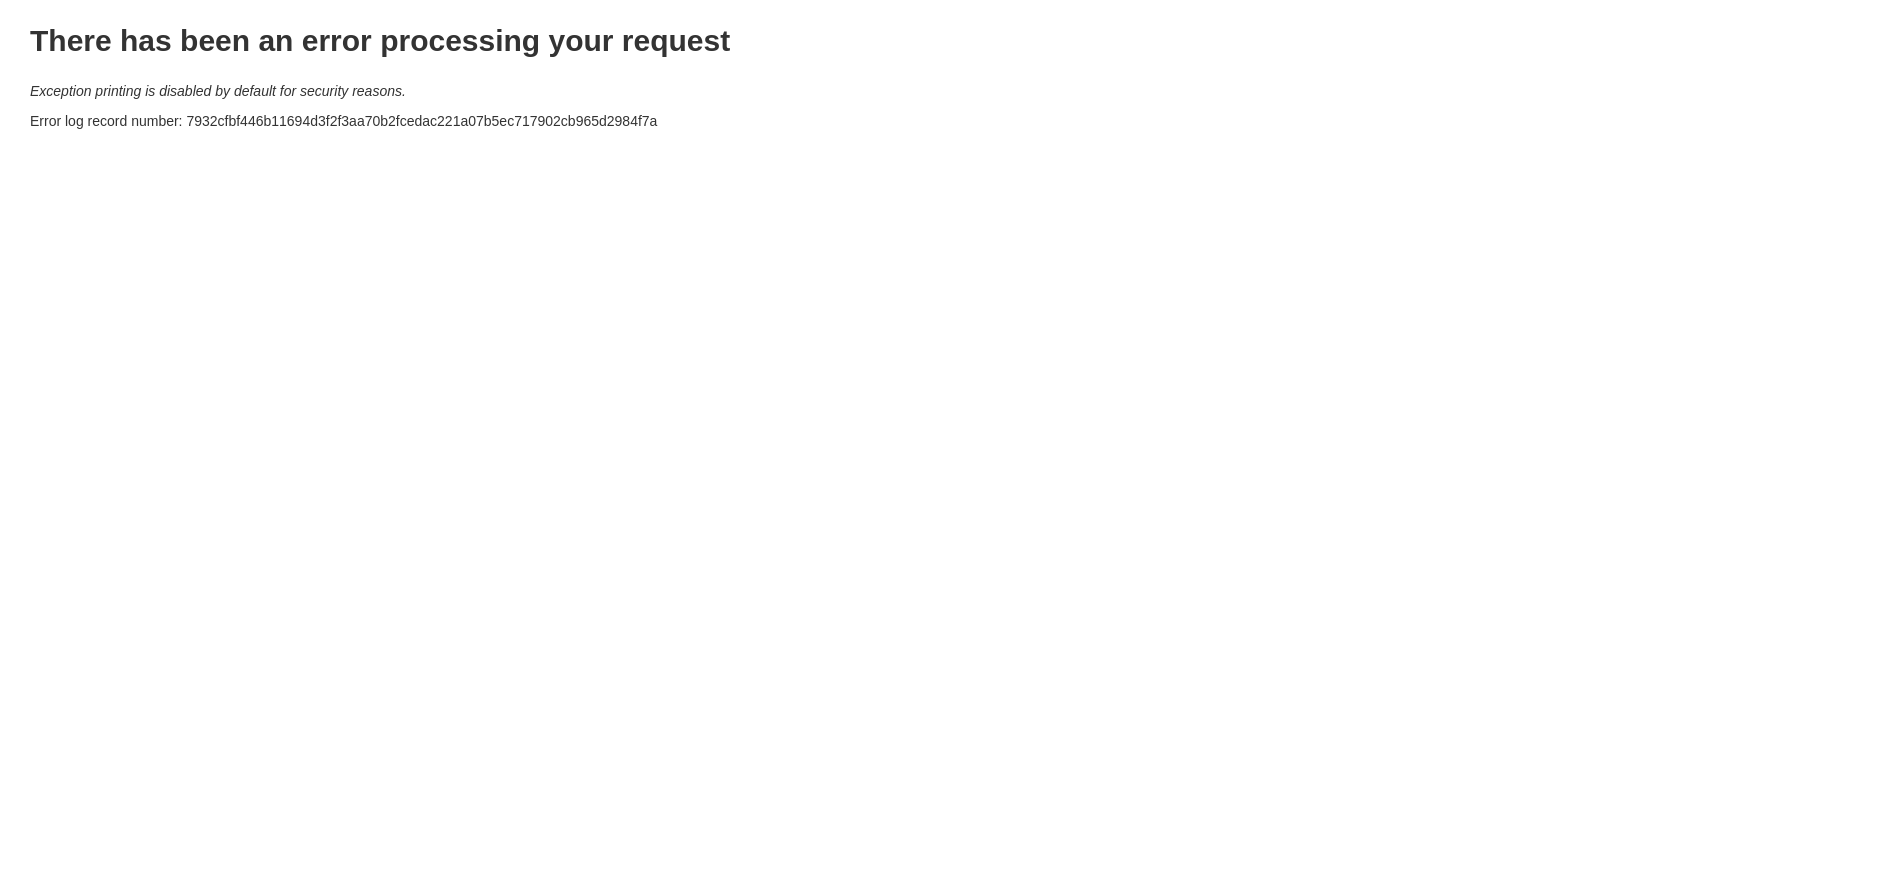 There has been an error processing your request
Exception printing is disabled by default for security reasons.
Error log record number: 7932cfbf446b11694d3f2f3aa70b2fcedac221a07b5ec717902cb965d2984f7a